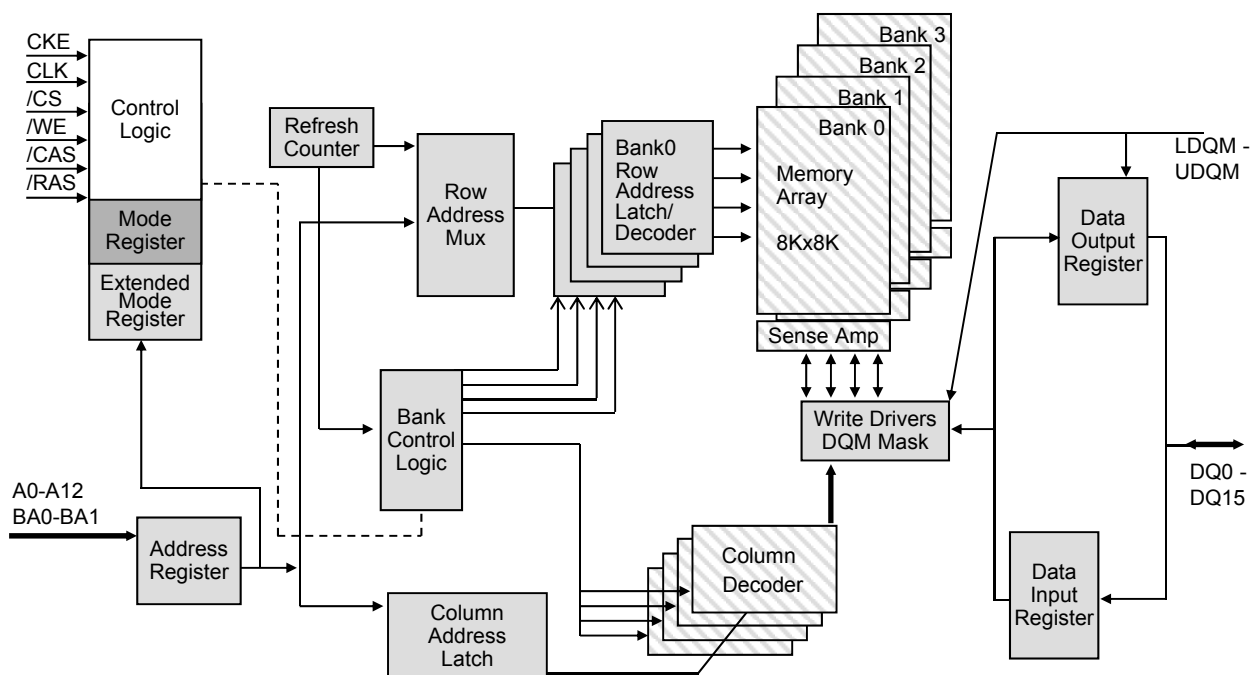 CKE
CLK
/CS
/WE
/CAS
/RAS
Control
Logic
Mode
Register
Extended
Mode
Register
Refresh
Counter
Row
Address
Mux
Bank0
Row
Address
Latch/
Decoder
Bank 3
Bank 2
Bank 1
Bank 0
Memory
Array
8Kx8K
Sense Amp
Write Drivers
DQM Mask
LDQM -
UDQM
Data
Output
Register
DQ0 -
DQ15
Data
Input
Register
Bank
Control
Logic
A0-A12
BA0-BA1
Address
Register
Column
Address
Latch
Column
Decoder